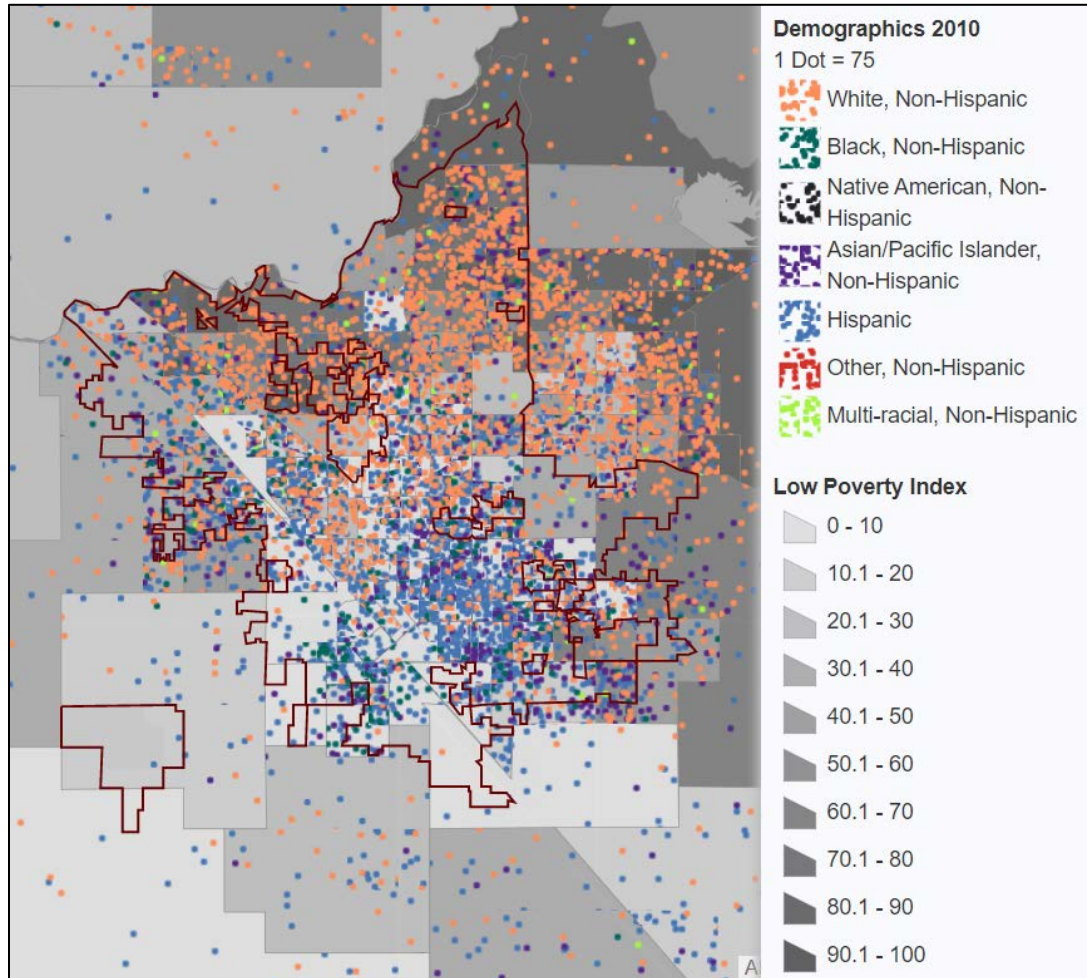 Demographics 2010
1 Dot = 75
White, Non-Hispanic
Black, Non-Hispanic
Native American, Non-
Hispanic
Asian/Pacific Islander,
Non-Hispanic
Hispanic
Other, Non-Hispanic
Multi-racial, Non-Hispanic
Low Poverty Index
0 - 10
10.1 - 20
20.1 - 30
30.1 - 40
40.1 - 50
50.1 - 60
60.1 - 70
70.1 - 80
80.1 - 90
90.1 - 100